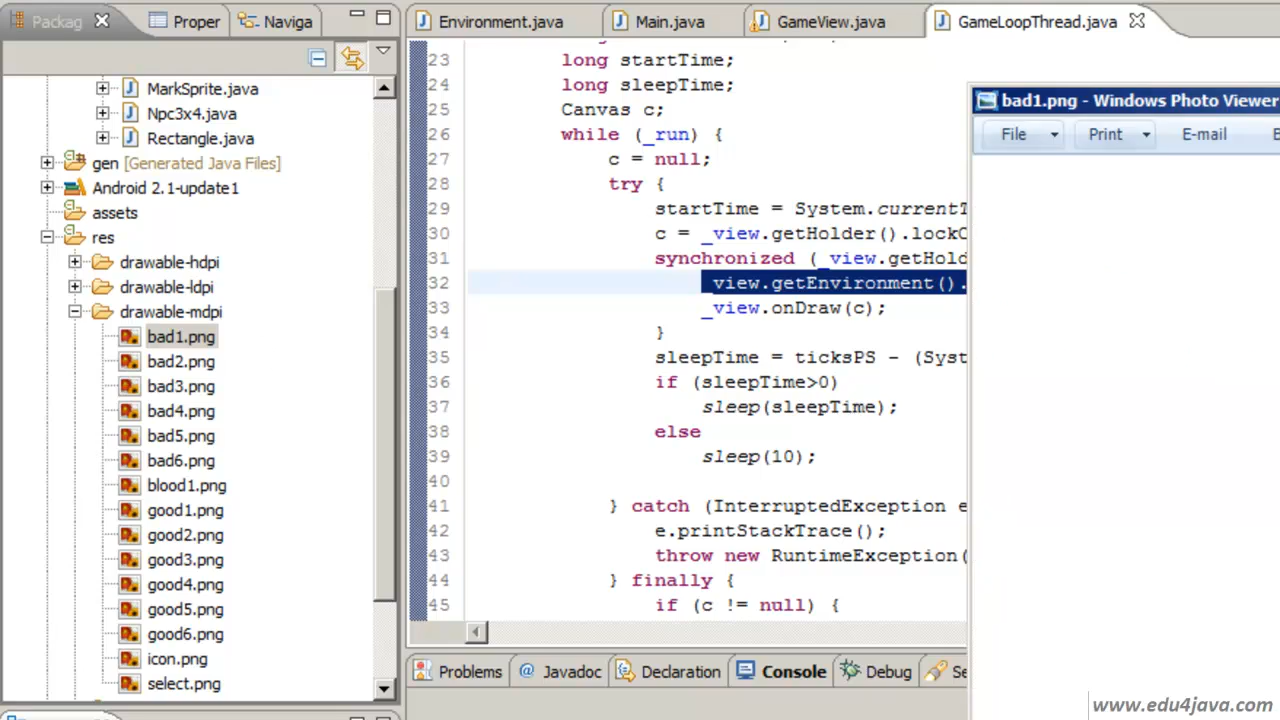 Packag
Proper
Naviga
MarkSprite.java
Npc3x4.java
Rectangle.java
gen [Generated Java Files]
Android 2.1-update1
assets
res
drawable-hdpi
drawable-ldpi
drawable-mdpi
bad1.png
bad2.png
bad3.png
bad4.png
bad5.png
bad6.png
blood1.png
good1.png
good2.png
good3.png
good4.png
good5.png
good6.png
icon.png
select.png
Environment.java
Main.java
GameView.java
GameLoopThread.java
23 long startTime;
24 long sleepTime;
25 Canvas c;
26 while (_run) {
27 c = null;
28 try {
29 startTime = System.currentT
30 c = _view.getHolder().lockC
31 synchronized (_view.getHold
32 _view.getEnvironment().
33 _view.onDraw(c);
34 }
35 sleepTime = ticksPS - (Syst
36 if (sleepTime>0)
37 sleep(sleepTime);
38 else
39 sleep(10);
40
41 } catch (InterruptedException e
42 e.printStackTrace();
43 throw new RuntimeException(
44 } finally {
45 if (c != null) {
bad1.png - Windows Photo Viewer
File
Print
E-mail
Problems
@ Javadoc
Declaration
Console
Debug
Se
www.edu4java.com